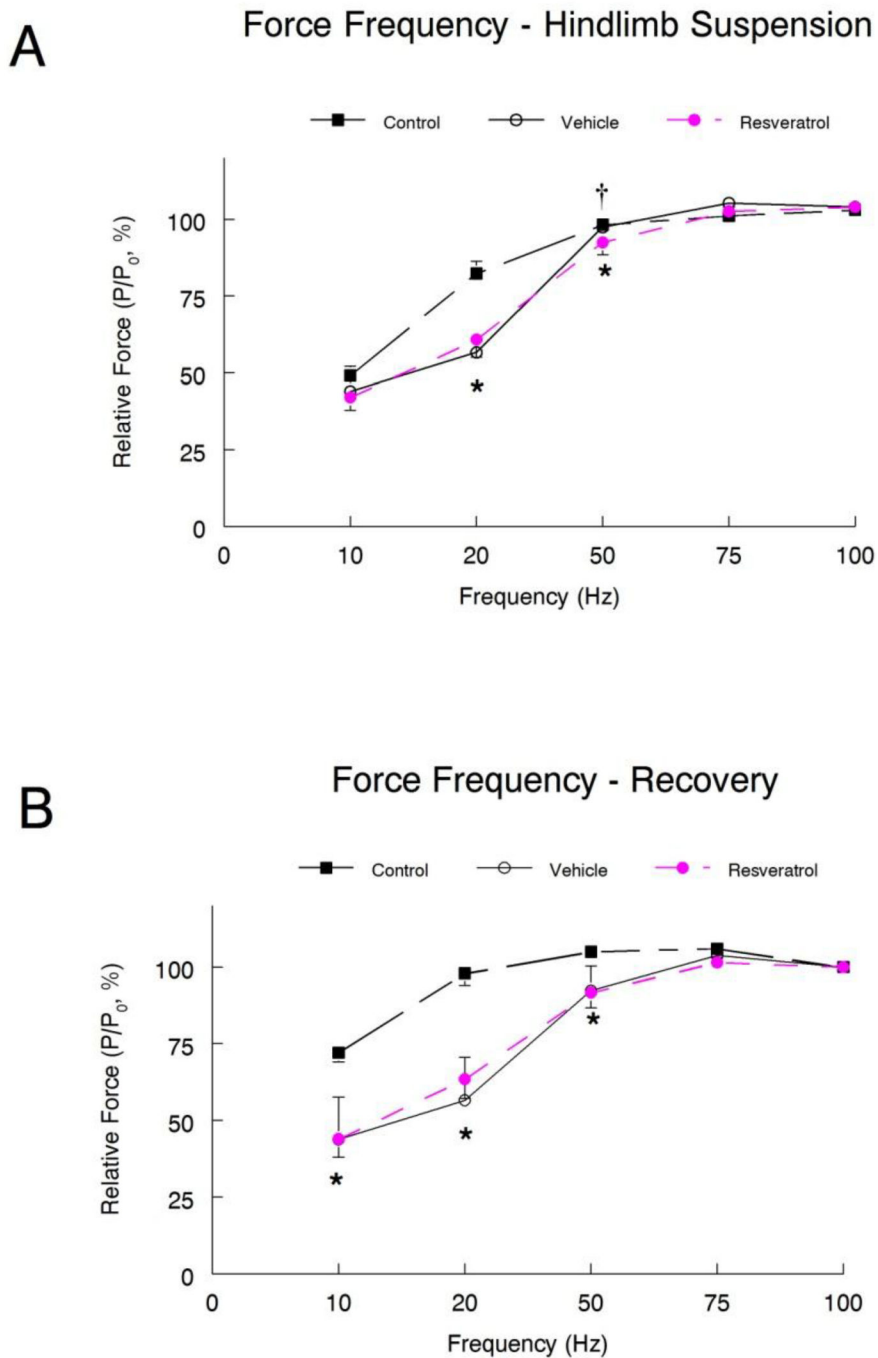 A
Force Frequency - Hindlimb Suspension
Control Vehicle Resveratrol
†
100
75
50
25
0
*
*
Relative Force (P/P0, %)
0 10 20 50 75 100
Frequency (Hz)
B
Force Frequency - Recovery
Control Vehicle Resveratrol
100
75
50
25
0
*
*
*
Relative Force (P/P0, %)
0 10 20 50 75 100
Frequency (Hz)